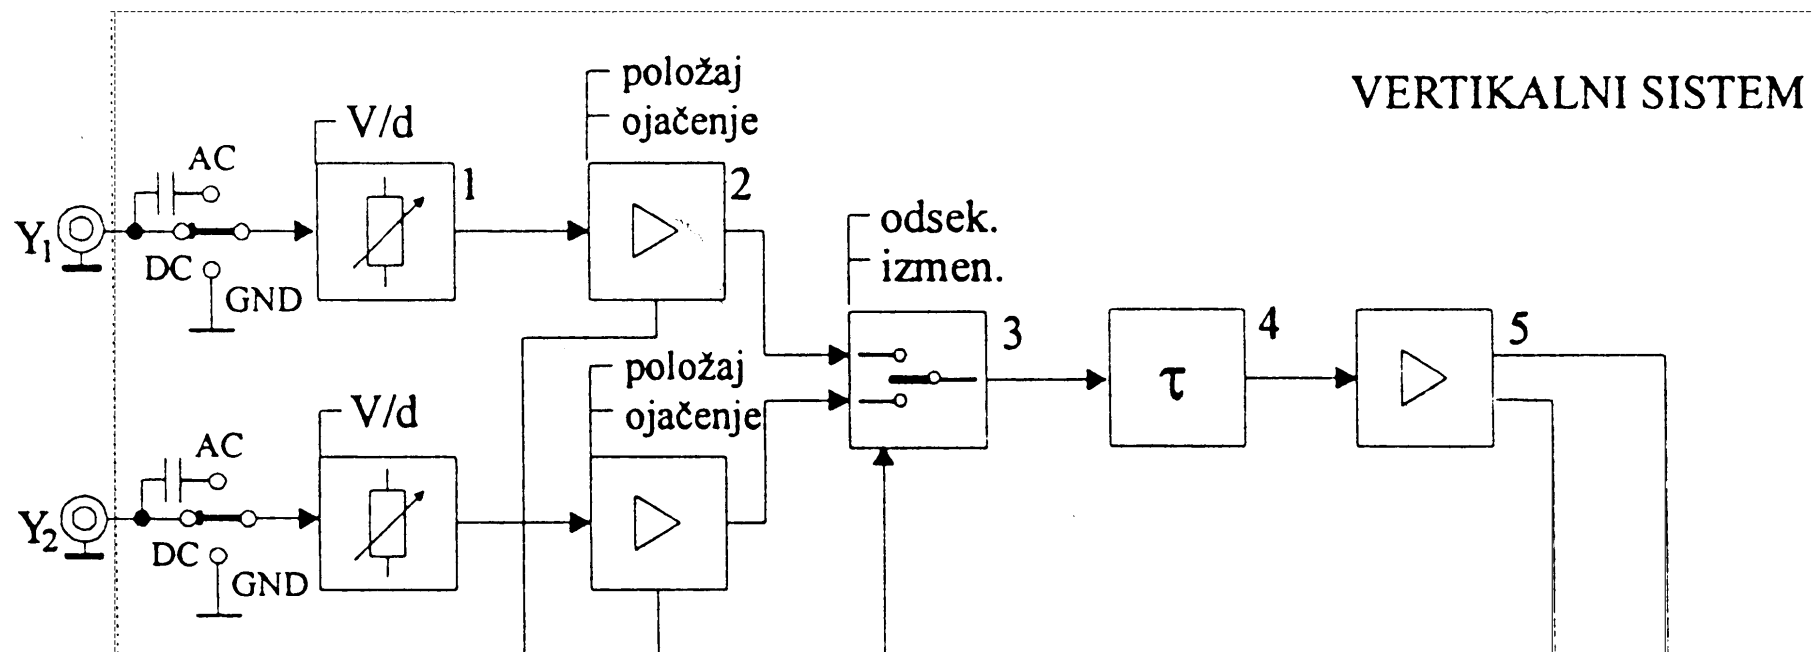 VERTIKALNI SISTEM
položaj
ojačenje
V/d
AC
1
2
Y1
DC
GND
odsek.
izmen.
3
τ
4
5
položaj
ojačenje
V/d
AC
Y2
DC
GND